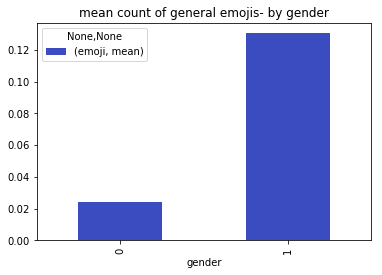 mean count of general emojis- by gender
None,None
(emoji, mean)
0.12
0.10
0.08
0.06
0.04
0.02
0.00
0
1
gender